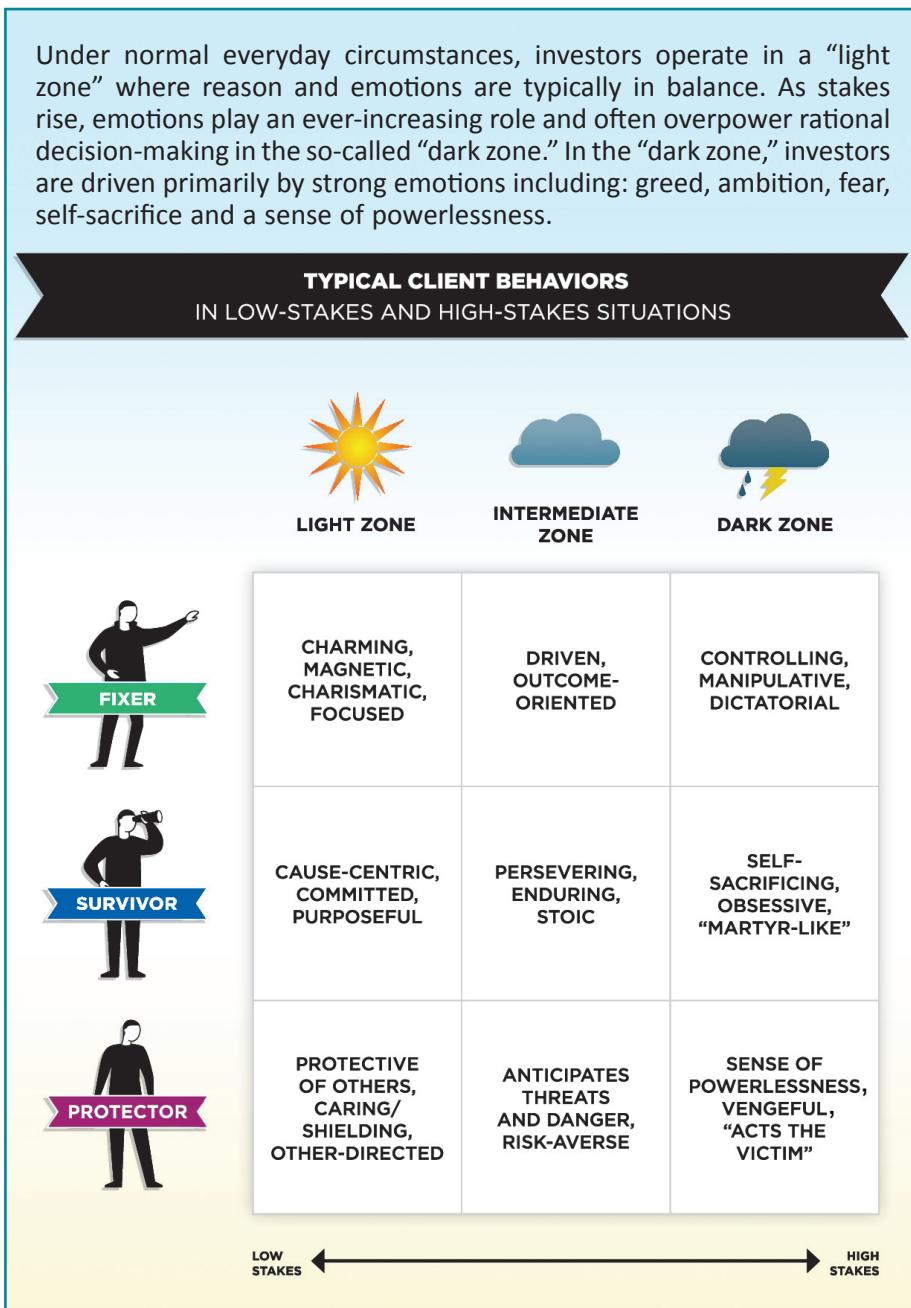 Under normal everyday circumstances, investors operate in a “light
zone” where reason and emotions are typically in balance. As stakes
rise, emotions play an ever-increasing role and often overpower rational
decision-making in the so-called “dark zone.” In the “dark zone,” investors
are driven primarily by strong emotions including: greed, ambition, fear,
self-sacrifice and a sense of powerlessness.
TYPICAL CLIENT BEHAVIORS
IN LOW-STAKES AND HIGH-STAKES SITUATIONS
LIGHT ZONE
INTERMEDIATE
ZONE
DARK ZONE
FIXER
CHARMING,
MAGNETIC,
CHARISMATIC,
FOCUSED
DRIVEN,
OUTCOME-
ORIENTED
CONTROLLING,
MANIPULATIVE,
DICTATORIAL
SURVIVOR
CAUSE-CENTRIC,
COMMITTED,
PURPOSEFUL
PERSEVERING,
ENDURING,
STOIC
SELF-
SACRIFICING,
OBSESSIVE,
“MARTYR-LIKE”
PROTECTOR
PROTECTIVE
OF OTHERS,
CARING/
SHIELDING,
OTHER-DIRECTED
ANTICIPATES
THREATS
AND DANGER,
RISK-AVERSE
SENSE OF
POWERLESSNESS,
VENGEFUL,
“ACTS THE
VICTIM”
LOW
STAKES
HIGH
STAKES